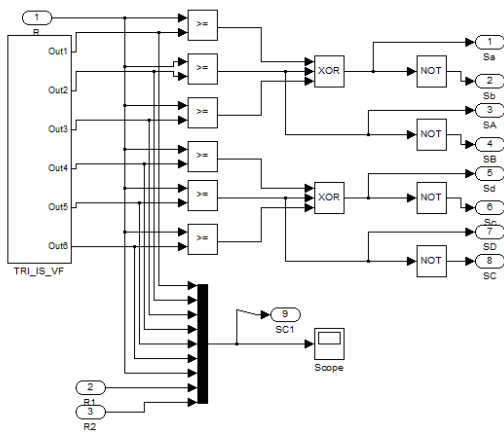 1
R
>=
Out1
XOR
1
Sa
>=
NOT
2
Sb
Out2
3
SA
>=
Out3
NOT
4
SB
>=
Out4
5
Sd
XOR
NOT
6
Sc
>=
Out5
7
SD
>=
Out6
NOT
8
SC
TRI_IS_VF
9
SC1
Scope
2
R1
3
R2